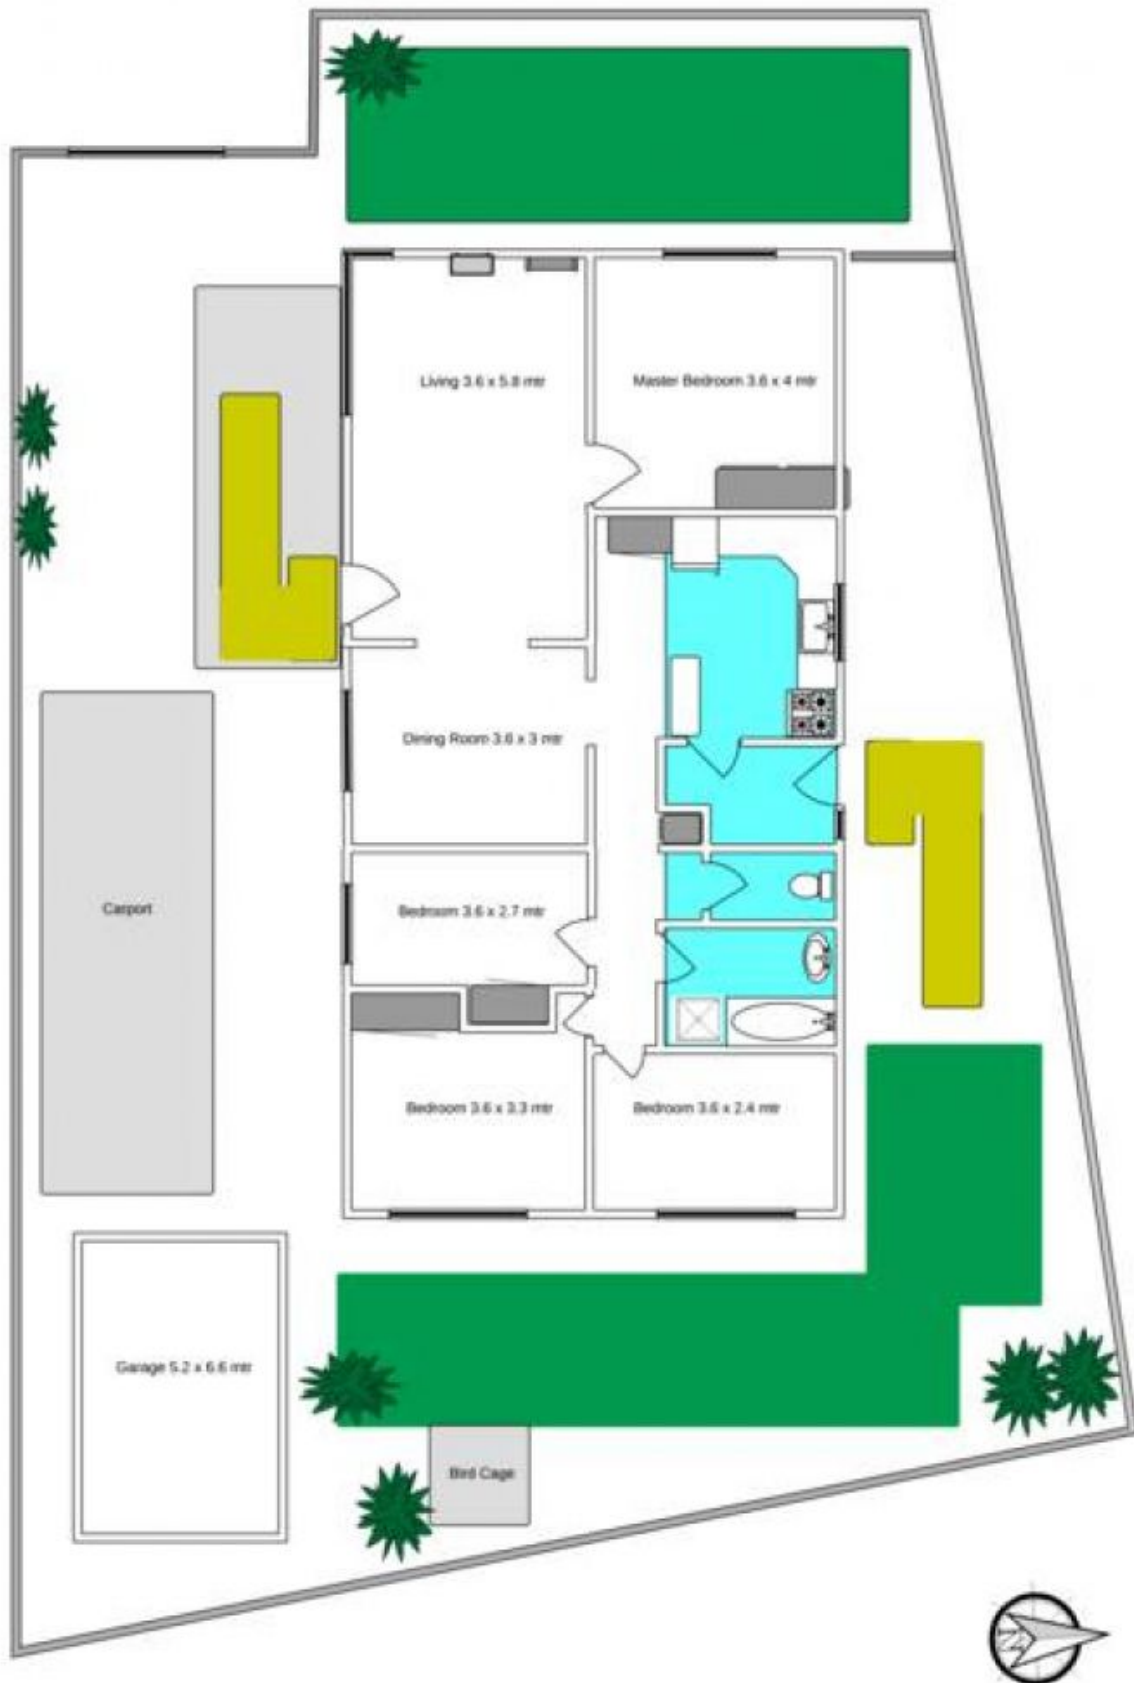 Living 3.6 x 5.8 mtr
Master Bedroom 3.6 x 4 mtr
Dining Room 3.6 x 3 mtr
Carport
Bedroom 3.6 x 2.7 mtr
Bedroom 3.6 x 3.3 mtr
Bedroom 3.6 x 2.4 mtr
Garage 5.2 x 6.6 mtr
Bird Cage
N